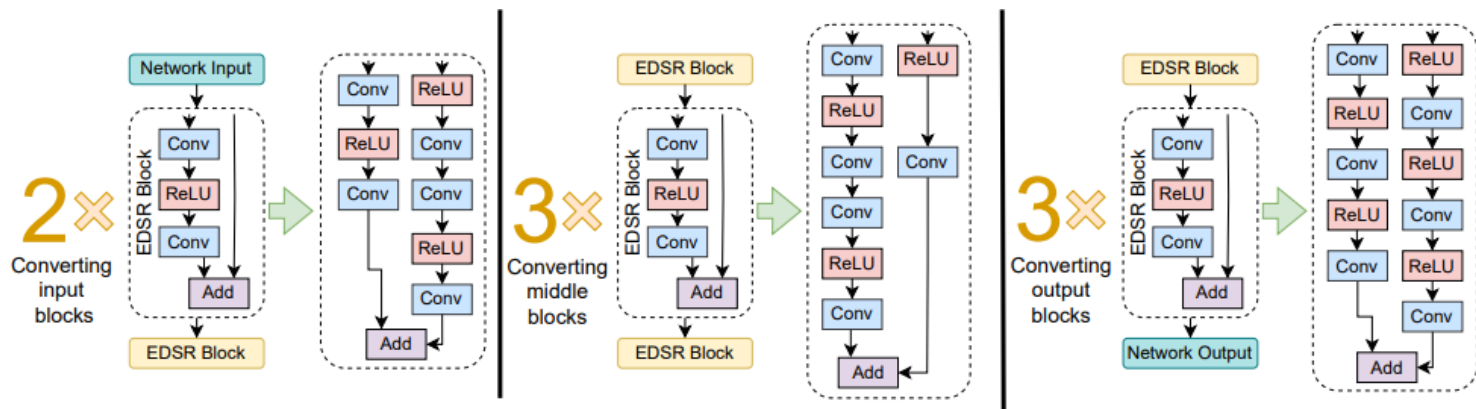 Network Input
EDSR Block
Conv
ReLU
Conv
Add
EDSR Block
2×
Converting
input
blocks
Conv
ReLU
Conv
ReLU
Conv
Conv
ReLU
Conv
Add
EDSR Block
EDSR Block
Conv
ReLU
Conv
Add
EDSR Block
3×
Converting
middle
blocks
Conv
ReLU
Conv
Conv
ReLU
Conv
ReLU
Conv
Add
EDSR Block
EDSR Block
Conv
ReLU
Conv
Add
Network Output
3×
Converting
output
blocks
Conv
ReLU
Conv
ReLU
Conv
ReLU
Conv
ReLU
Conv
Conv
ReLU
Conv
Add